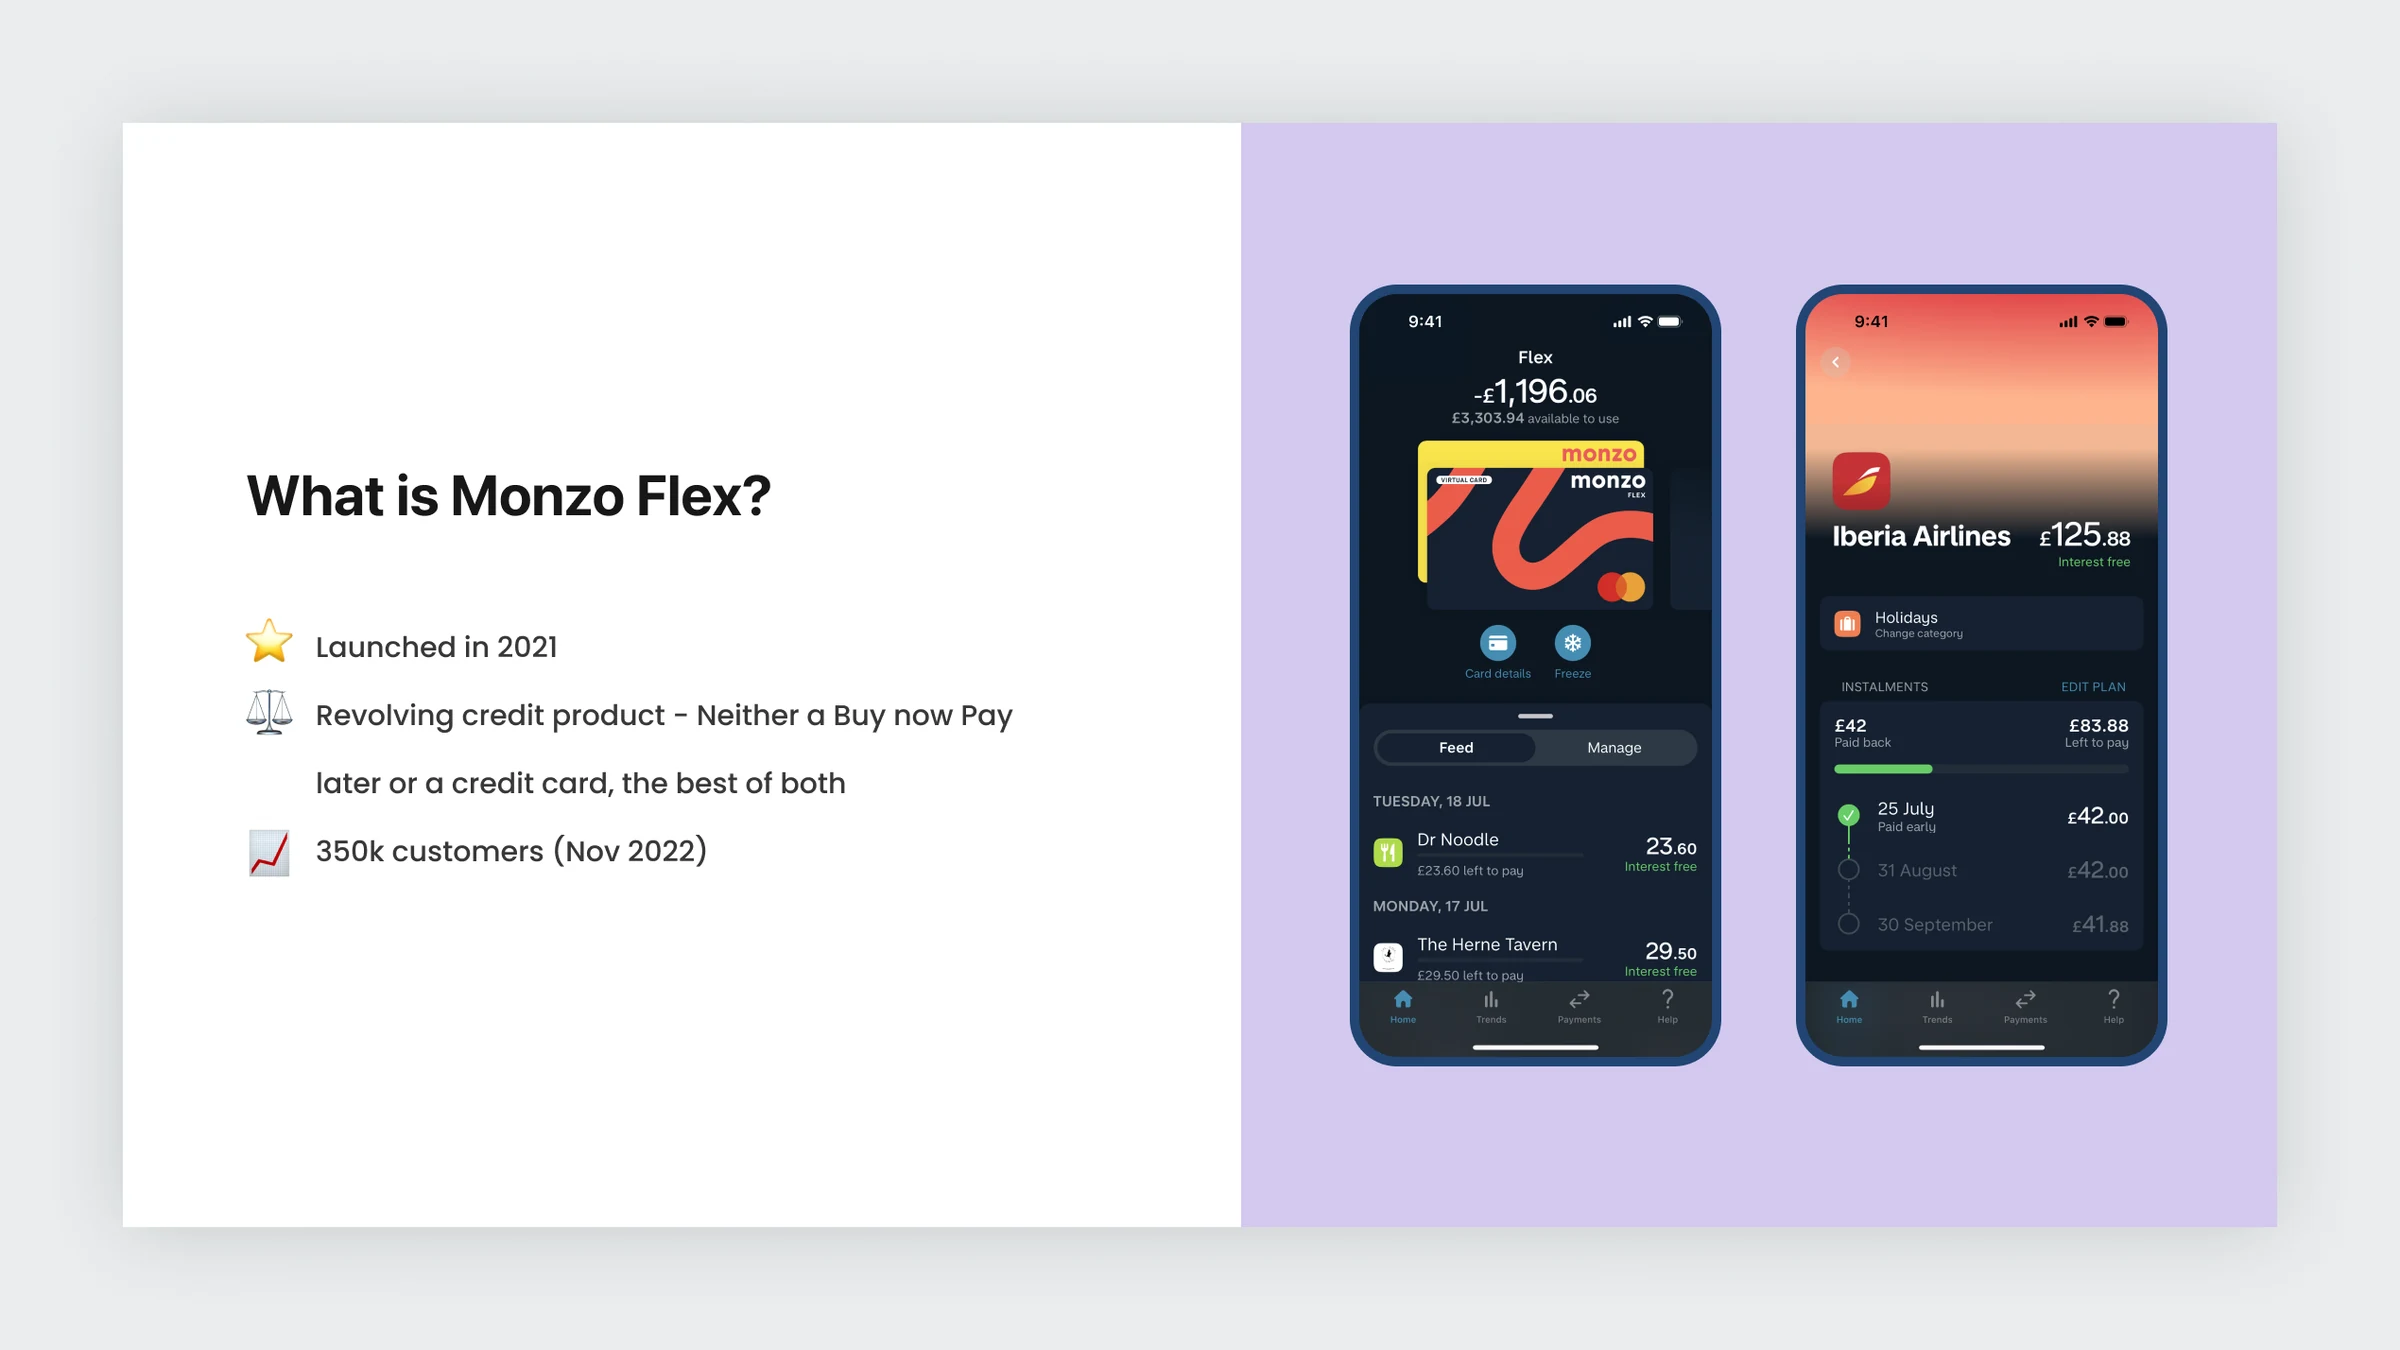 What is Monzo Flex?
Launched in 2021
Revolving credit product - Neither a Buy now Pay
later or a credit card, the best of both
350k customers (Nov 2022)
9:41
Flex
-£1,196.06
£3,303.94 available to use
monzo
VIRTUAL CARD
monzo
FLEX
Card details
Freeze
Feed
Manage
TUESDAY, 18 JUL
Dr Noodle
23.60
£23.60 left to pay
Interest free
MONDAY, 17 JUL
The Herne Tavern
29.50
£29.50 left to pay
Interest free
Home
Trends
Payments
Help
9:41
Iberia Airlines
£125.88
Interest free
Holidays
Change category
INSTALMENTS
EDIT PLAN
£42
£83.88
Paid back
Left to pay
25 July
£42.00
Paid early
31 August
£42.00
30 September
£41.88
Home
Trends
Payments
Help